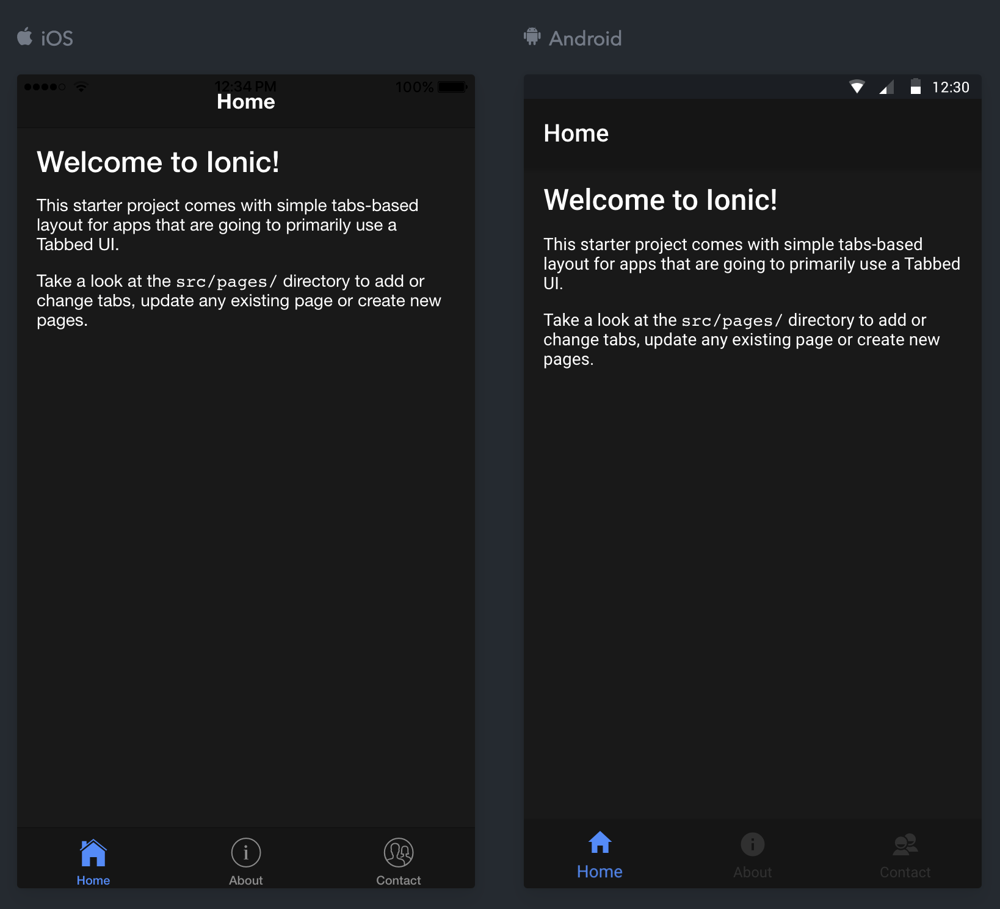 iOS
12:34 PM
100%
Home
Welcome to Ionic!
This starter project comes with simple tabs-based
layout for apps that are going to primarily use a
Tabbed UI.
Take a look at the src/pages/ directory to add or
change tabs, update any existing page or create new
pages.
Home
About
Contact
Android
12:30
Home
Welcome to Ionic!
This starter project comes with simple tabs-based
layout for apps that are going to primarily use a Tabbed
UI.
Take a look at the src/pages/ directory to add or
change tabs, update any existing page or create new
pages.
Home
About
Contact